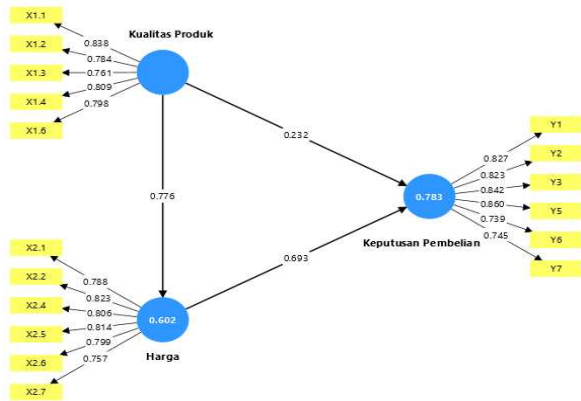 X1.1
X1.2
X1.3
X1.4
X1.6
0.838
0.784
0.761
0.809
0.798
Kualitas Produk
0.232
0.776
0.693
X2.1
X2.2
X2.4
X2.5
X2.6
X2.7
0.788
0.823
0.806
0.814
0.799
0.757
0.602
Harga
0.783
Keputusan Pembelian
0.827
0.823
0.842
0.860
0.739
0.745
Y1
Y2
Y3
Y5
Y6
Y7